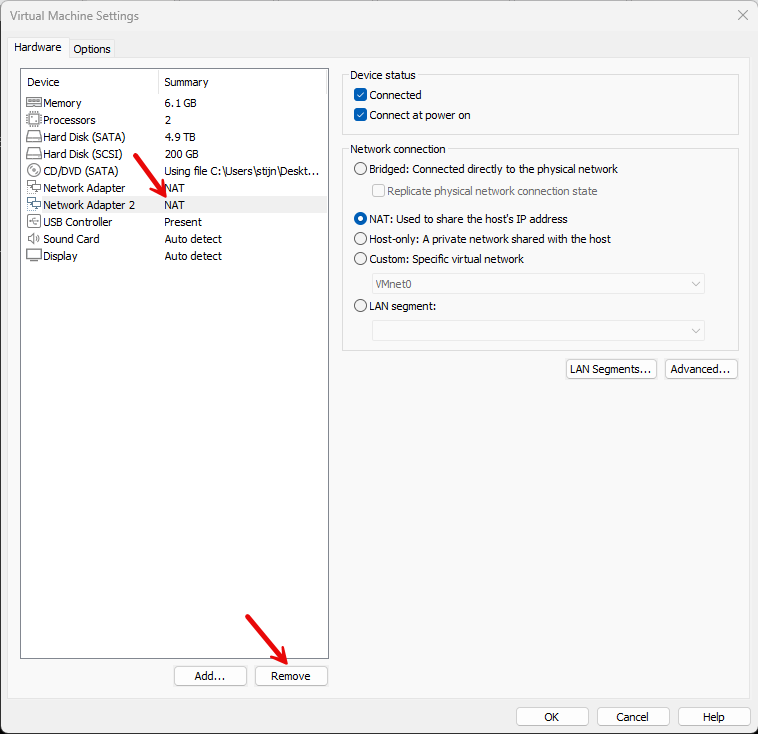 Virtual Machine Settings
Hardware Options
Device Summary
Memory 6.1 GB
Processors 2
Hard Disk (SATA) 4.9 TB
Hard Disk (SCSI) 200 GB
CD/DVD (SATA) Using file C:\Users\stijn\Deskt...
Network Adapter NAT
Network Adapter 2 NAT
USB Controller Present
Sound Card Auto detect
Display Auto detect
Add... Remove
Device status
Connected
Connect at power on
Network connection
Bridged: Connected directly to the physical network
Replicate physical network connection state
NAT: Used to share the host's IP address
Host-only: A private network shared with the host
Custom: Specific virtual network
VMnet0
LAN segment:
LAN Segments... Advanced...
OK Cancel Help